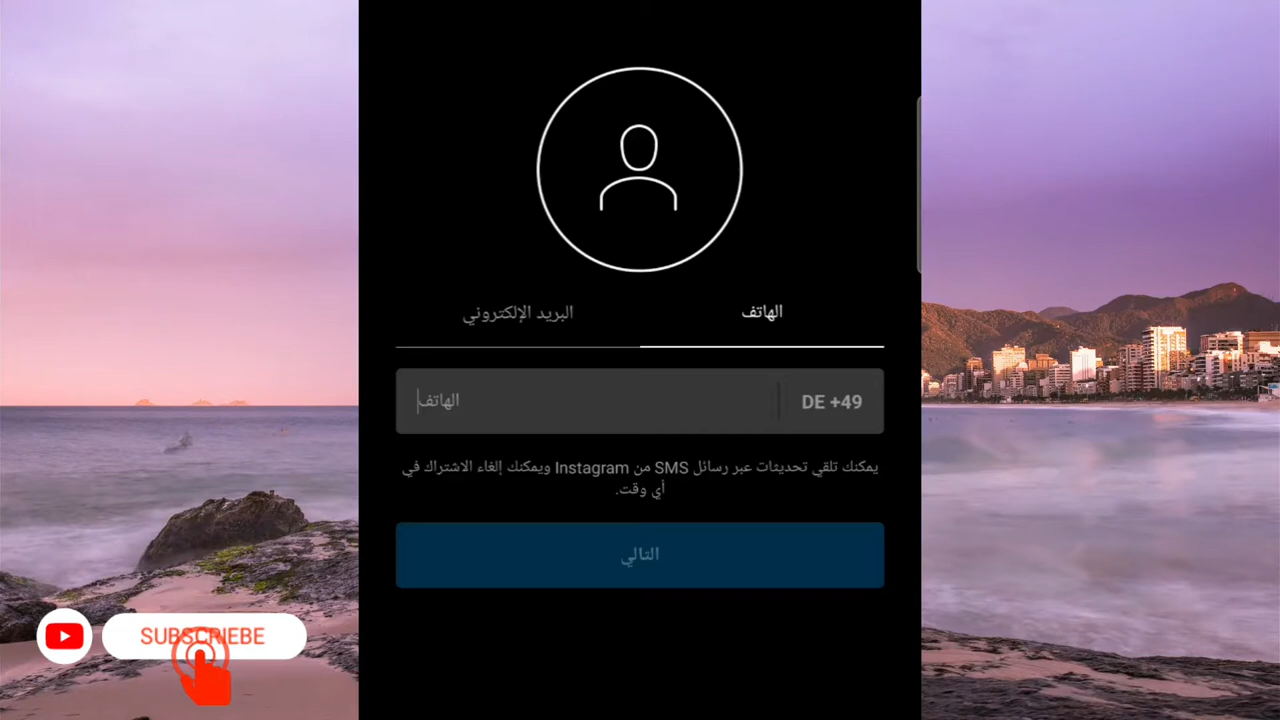 الهاتف
البريد الإلكتروني
DE +49
الهاتف
يمكنك تلقي تحديثات عبر رسائل SMS من Instagram ويمكنك إلغاء الاشتراك في
أي وقت.
التالي
SUBSCRIEBE